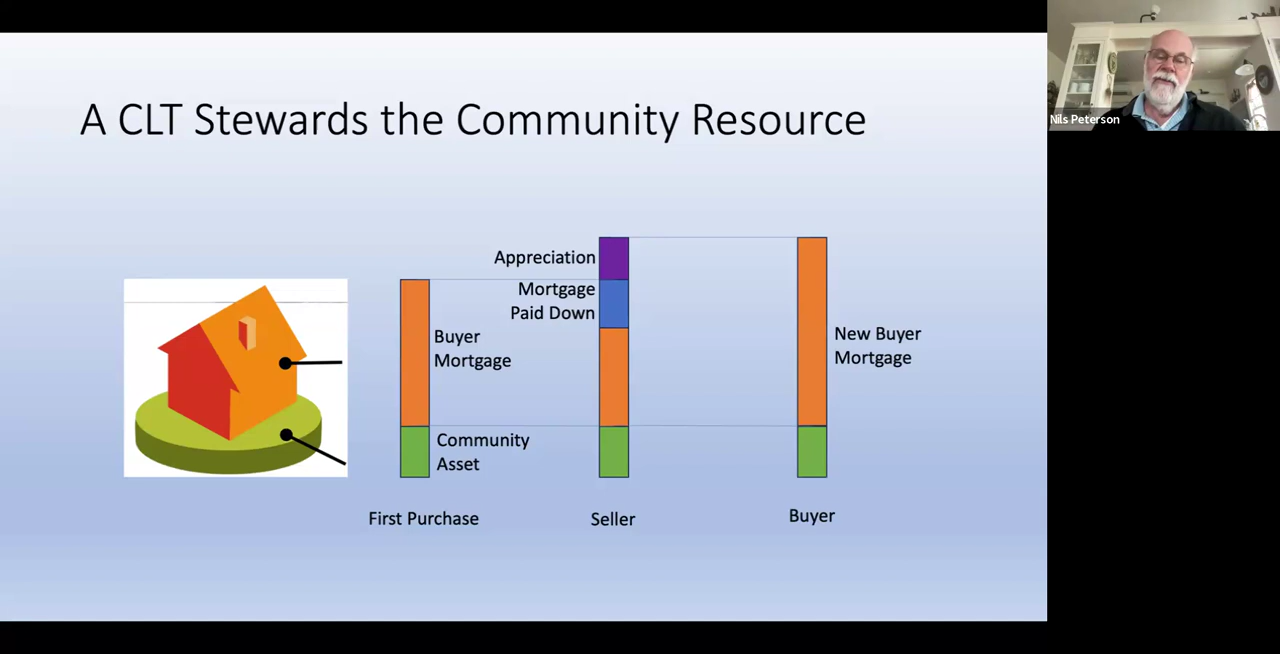 A CLT Stewards the Community Resource
Nils Peterson
Appreciation
Mortgage
Paid Down
Buyer
Mortgage
New Buyer
Mortgage
Community
Asset
First Purchase
Seller
Buyer